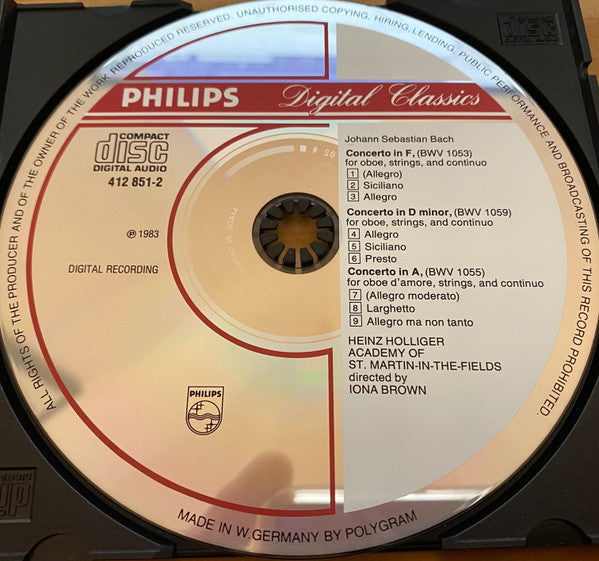 ALL RIGHTS OF THE PRODUCER AND OF THE OWNER OF THE WORK REPRODUCED RESERVED. UNAUTHORISED COPYING, HIRING, LENDING, PUBLIC PERFORMANCE AND BROADCASTING OF THIS RECORD PROHIBITED.
PHILIPS Digital Classics
COMPACT
disc
DIGITAL AUDIO
412 851-2
℗ 1983
DIGITAL RECORDING
PHILIPS
Johann Sebastian Bach
Concerto in F, (BWV 1053)
for oboe, strings, and continuo
1 (Allegro)
2 Siciliano
3 Allegro
Concerto in D minor, (BWV 1059)
for oboe, strings, and continuo
4 Allegro
5 Siciliano
6 Presto
Concerto in A, (BWV 1055)
for oboe d'amore, strings, and continuo
7 (Allegro moderato)
8 Larghetto
9 Allegro ma non tanto
HEINZ HOLLIGER
ACADEMY OF
ST. MARTIN-IN-THE-FIELDS
directed by
IONA BROWN
MADE IN W.GERMANY BY POLYGRAM
disc
DIGITAL AUDIO